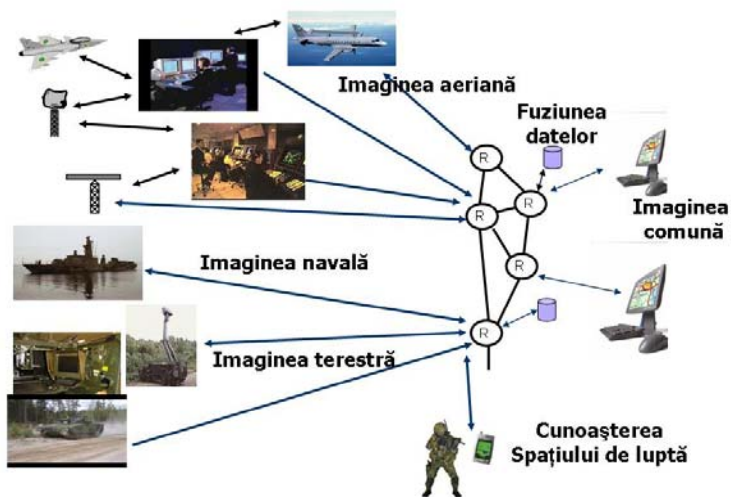 Imaginea aeriană
Fuziunea
datelor
R
R
R
Imaginea
comună
Imaginea navală
R
R
Imaginea terestră
Cunoaşterea
Spaţiului de luptă